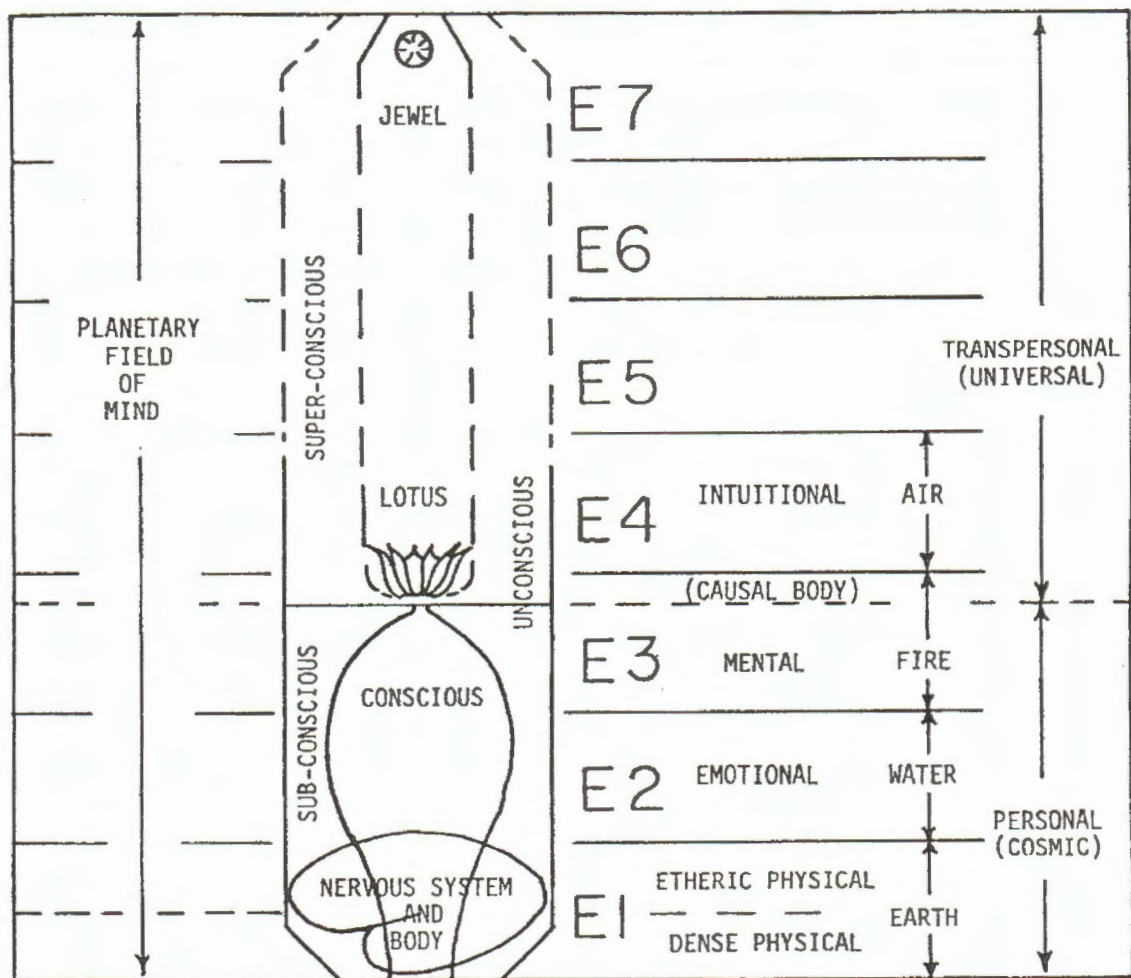 JEWEL
E7
E6
SUPER-CONSCIOUS
PLANETARY
FIELD
OF
MIND
E5
TRANSPERSONAL
(UNIVERSAL)
LOTUS
E4
INTUITIONAL
AIR
UNCONSCIOUS
(CAUSAL BODY)
E3
MENTAL
FIRE
SUB-CONSCIOUS
CONSCIOUS
E2
EMOTIONAL
WATER
PERSONAL
(COSMIC)
NERVOUS SYSTEM
AND
BODY
E1
ETHERIC PHYSICAL
EARTH
DENSE PHYSICAL